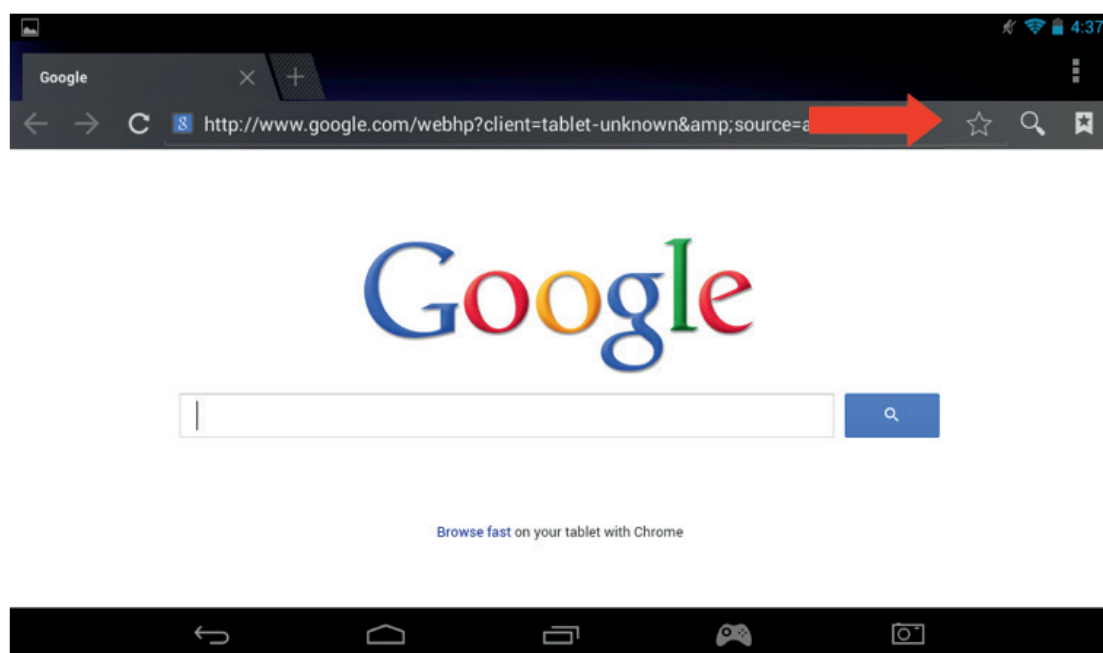 4:37
Google
http://www.google.com/webhp?client=tablet-unknown&amp;source=a
Google
Browse fast on your tablet with Chrome